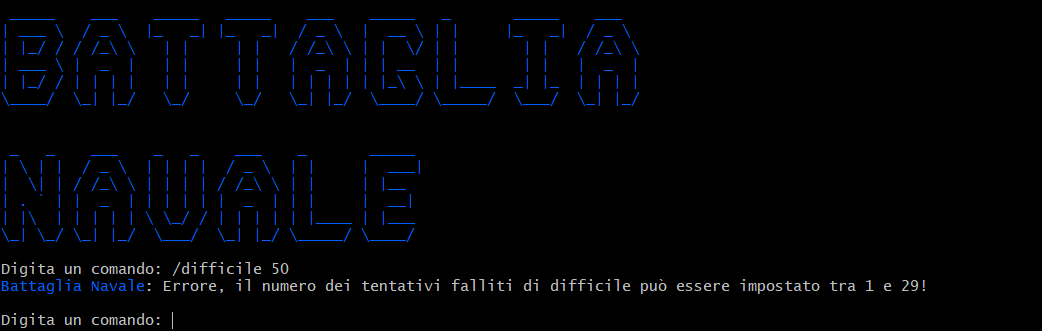 BATTAGLIA
NAVALE
Digita un comando: /difficile 50
Battaglia Navale: Errore, il numero dei tentativi falliti di difficile può essere impostato tra 1 e 29!
Digita un comando: